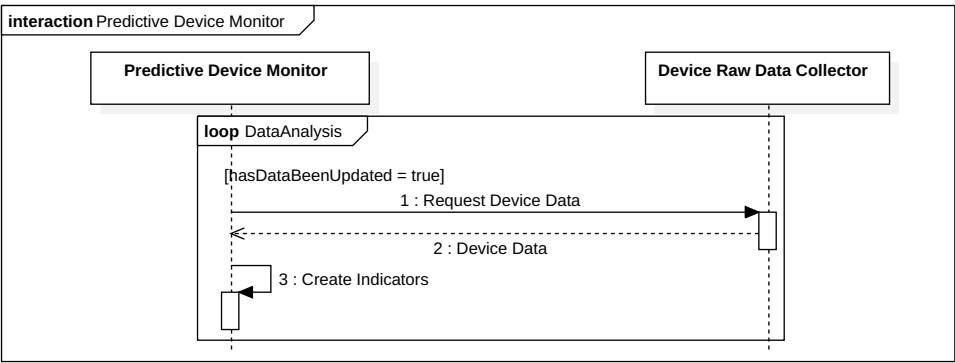 interaction Predictive Device Monitor
Predictive Device Monitor
Device Raw Data Collector
loop DataAnalysis
[hasDataBeenUpdated = true]
1 : Request Device Data
2 : Device Data
3 : Create Indicators